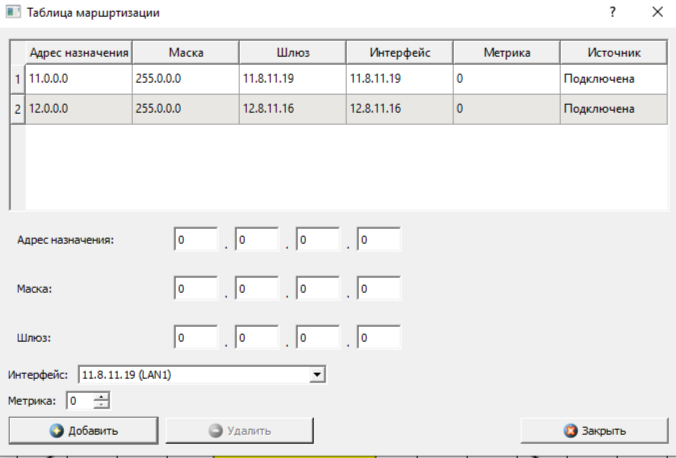 Таблица маршртизации
? ×
Адрес назначения Маска Шлюз Интерфейс Метрика Источник
1 11.0.0.0 255.0.0.0 11.8.11.19 11.8.11.19 0 Подключена
2 12.0.0.0 255.0.0.0 12.8.11.16 12.8.11.16 0 Подключена
Адрес назначения: 0 . 0 . 0 . 0
Маска: 0 . 0 . 0 . 0
Шлюз: 0 . 0 . 0 . 0
Интерфейс: 11.8.11.19 (LAN1)
Метрика: 0
Добавить Удалить Закрыть